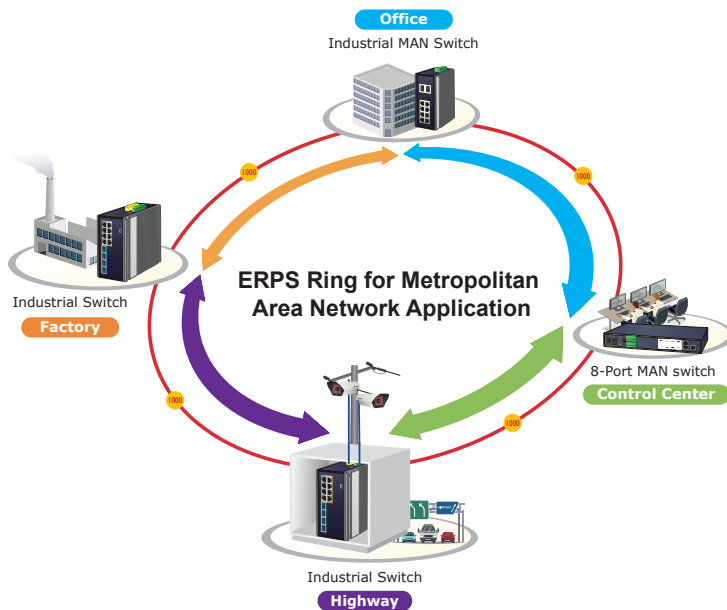 Office
Industrial MAN Switch
1000
1000
ERPS Ring for Metropolitan
Area Network Application
Industrial Switch
Factory
8-Port MAN switch
Control Center
1000
1000
Industrial Switch
Highway